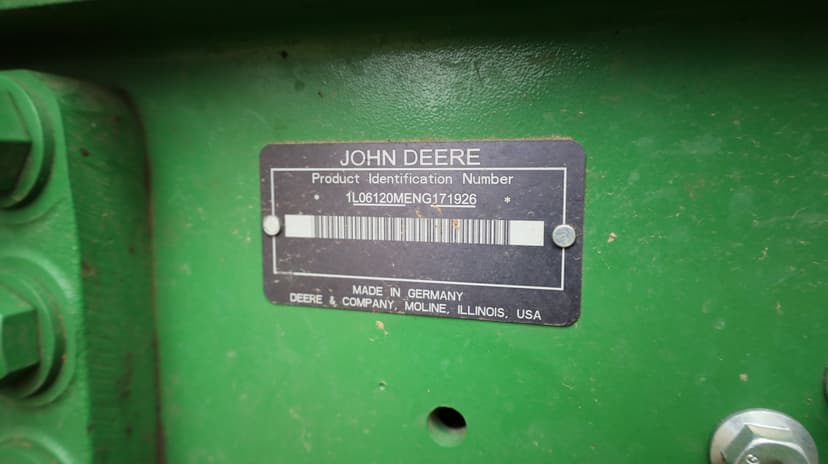 JOHN DEERE
Product Identification Number
* 1L06120MENG171926 *
MADE IN GERMANY
DEERE & COMPANY, MOLINE, ILLINOIS, USA